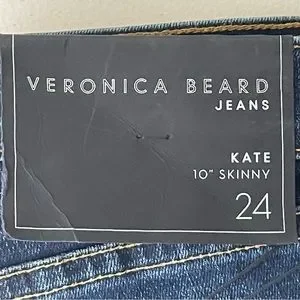 VERONICA BEARD
JEANS
KATE
10" SKINNY
24